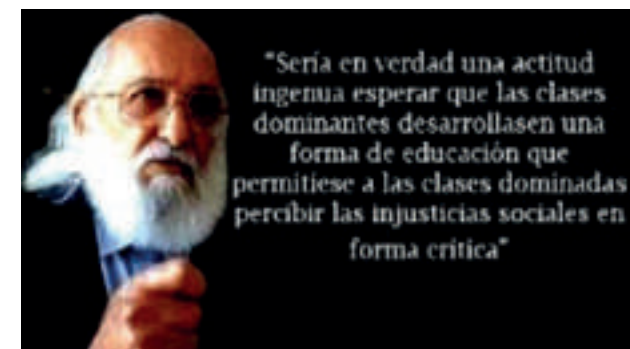 “Sería en verdad una actitud
ingenua esperar que las clases
dominantes desarrollasen una
forma de educación que
permitiese a las clases dominadas
percibir las injusticias sociales en
forma crítica”